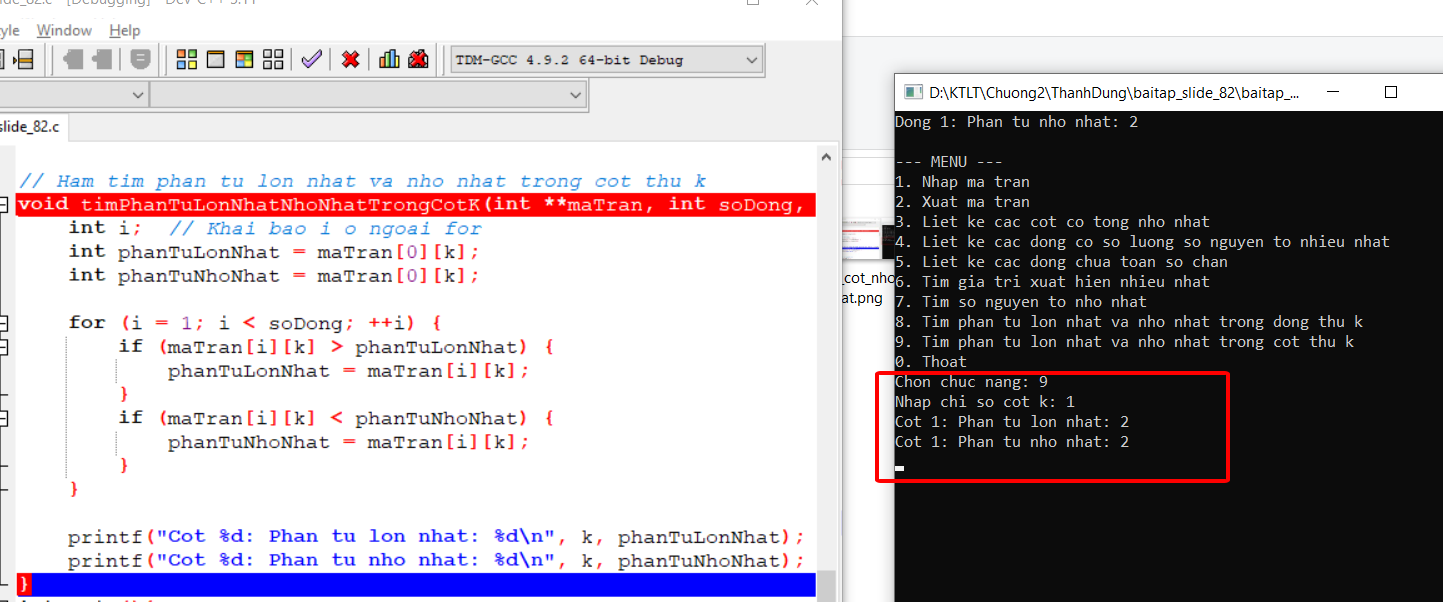 slide_82.c - [Debugging] - Dev-C++ 5.11
yle Window Help
TDM-GCC 4.9.2 64-bit Debug
slide_82.c
// Ham tim phan tu lon nhat va nho nhat trong cot thu k
void timPhanTuLonNhatNhoNhatTrongCotK(int **maTran, int soDong,
int i; // Khai bao i o ngoai for
int phanTuLonNhat = maTran[0][k];
int phanTuNhoNhat = maTran[0][k];
for (i = 1; i < soDong; ++i) {
if (maTran[i][k] > phanTuLonNhat) {
phanTuLonNhat = maTran[i][k];
}
if (maTran[i][k] < phanTuNhoNhat) {
phanTuNhoNhat = maTran[i][k];
}
}
printf("Cot %d: Phan tu lon nhat: %d\n", k, phanTuLonNhat);
printf("Cot %d: Phan tu nho nhat: %d\n", k, phanTuNhoNhat);
}
_cot_nho
at.png
D:\KTLT\Chuong2\ThanhDung\baitap_slide_82\baitap_...
Dong 1: Phan tu nho nhat: 2
--- MENU ---
1. Nhap ma tran
2. Xuat ma tran
3. Liet ke cac cot co tong nho nhat
4. Liet ke cac dong co so luong so nguyen to nhieu nhat
5. Liet ke cac dong chua toan so chan
6. Tim gia tri xuat hien nhieu nhat
7. Tim so nguyen to nho nhat
8. Tim phan tu lon nhat va nho nhat trong dong thu k
9. Tim phan tu lon nhat va nho nhat trong cot thu k
0. Thoat
Chon chuc nang: 9
Nhap chi so cot k: 1
Cot 1: Phan tu lon nhat: 2
Cot 1: Phan tu nho nhat: 2